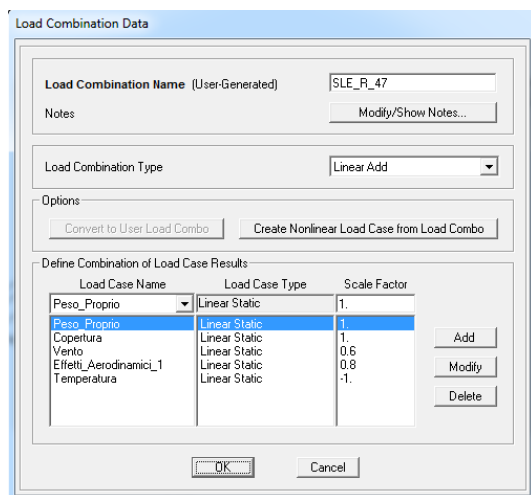 Load Combination Data
Load Combination Name (User-Generated) SLE_R_47
Notes Modify/Show Notes...
Load Combination Type Linear Add
Options
Convert to User Load Combo Create Nonlinear Load Case from Load Combo
Define Combination of Load Case Results
Load Case Name Load Case Type Scale Factor
Peso_Proprio Linear Static 1.
Peso_Proprio Linear Static 1.
Copertura Linear Static 1.
Vento Linear Static 0.6
Effetti_Aerodinamici_1 Linear Static 0.8
Temperatura Linear Static -1.
Add
Modify
Delete
OK Cancel